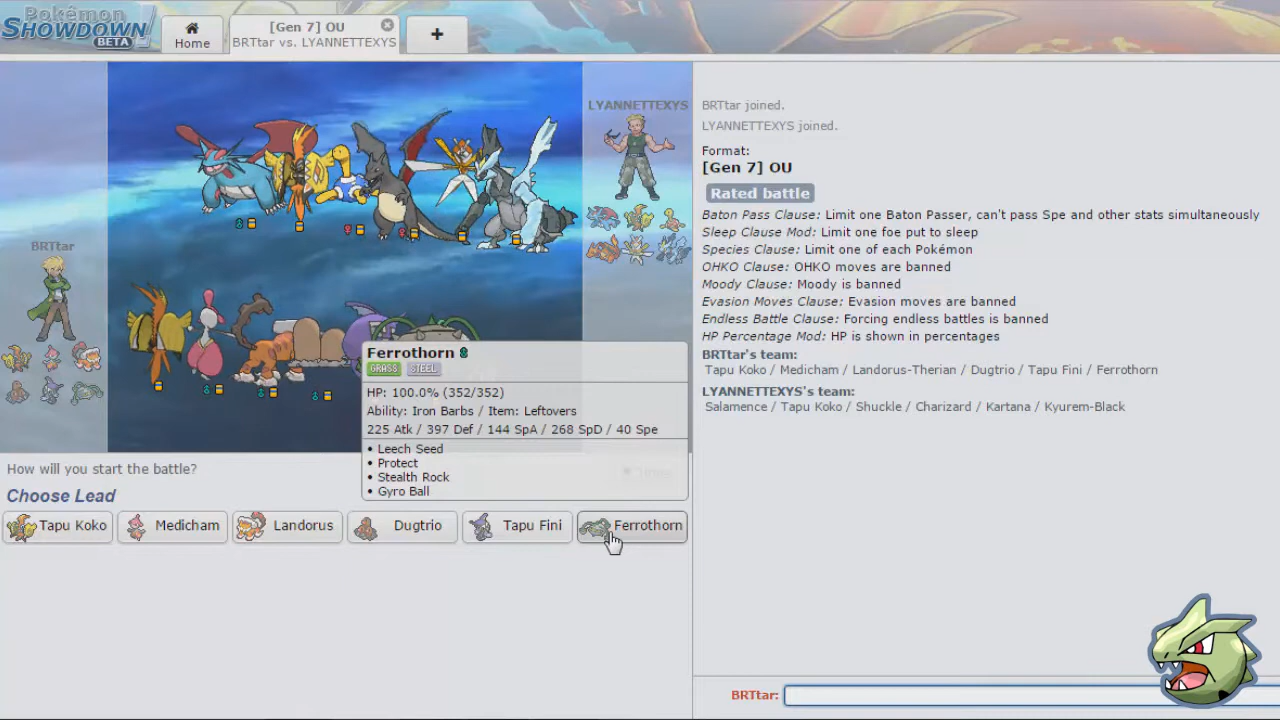 Pokémon
SHOWDOWN!
BETA
Home
[Gen 7] OU
BRTtar vs. LYANNETTEXYS
+
LYANNETTEXYS
BRTtar
Ferrothorn
GRASS STEEL
HP: 100.0% (352/352)
Ability: Iron Barbs / Item: Leftovers
225 Atk / 397 Def / 144 SpA / 268 SpD / 40 Spe
• Leech Seed
• Protect
• Stealth Rock
• Gyro Ball
How will you start the battle?
Timer
Choose Lead
Tapu Koko
Medicham
Landorus
Dugtrio
Tapu Fini
Ferrothorn
BRTtar joined.
LYANNETTEXYS joined.
Format:
[Gen 7] OU
Rated battle
Baton Pass Clause: Limit one Baton Passer, can't pass Spe and other stats simultaneously
Sleep Clause Mod: Limit one foe put to sleep
Species Clause: Limit one of each Pokémon
OHKO Clause: OHKO moves are banned
Moody Clause: Moody is banned
Evasion Moves Clause: Evasion moves are banned
Endless Battle Clause: Forcing endless battles is banned
HP Percentage Mod: HP is shown in percentages
BRTtar's team:
Tapu Koko / Medicham / Landorus-Therian / Dugtrio / Tapu Fini / Ferrothorn
LYANNETTEXYS's team:
Salamence / Tapu Koko / Shuckle / Charizard / Kartana / Kyurem-Black
BRTtar: